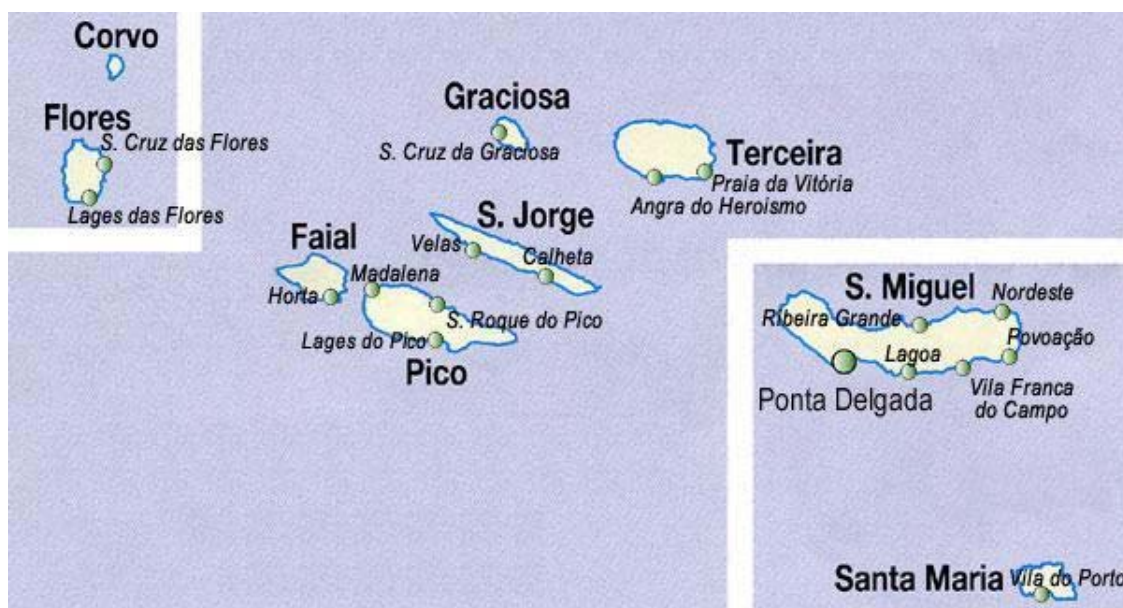 Corvo
Flores
S. Cruz das Flores
Lages das Flores
Graciosa
S. Cruz da Graciosa
Terceira
Praia da Vitória
Angra do Heroismo
S. Jorge
Velas
Calheta
Faial
Madalena
Horta
S. Roque do Pico
Lages do Pico
Pico
S. Miguel
Nordeste
Ribeira Grande
Povoação
Lagoa
Ponta Delgada
Vila Franca
do Campo
Santa Maria
Vila do Porto